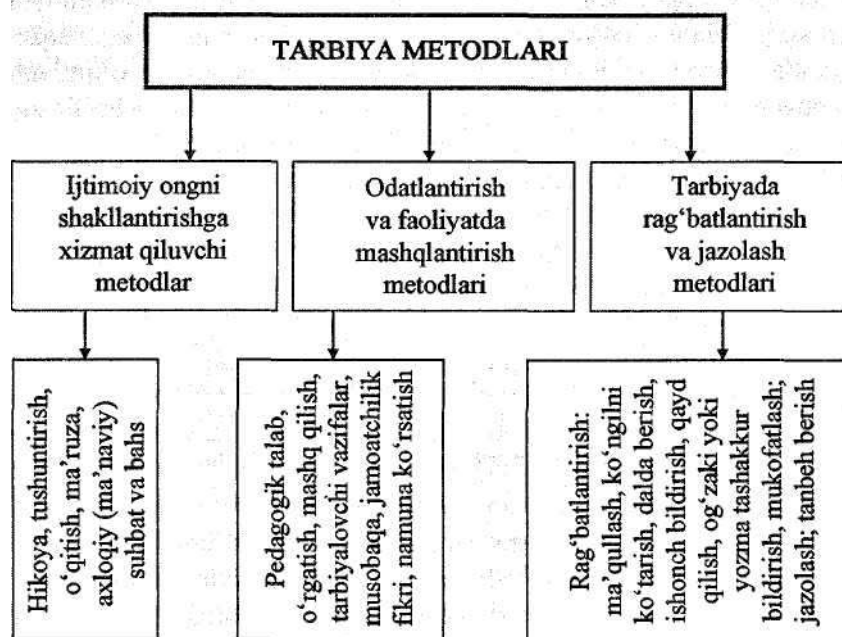 TARBIYA METODLARI
Ijtimoiy ongni
shakllantirishga
xizmat qiluvchi
metodlar
Odatlantirish
va faoliyatda
mashqlantirish
metodlari
Tarbiyada
rag‘batlantirish
va jazolash
metodlari
Hikoya, tushuntirish,
o‘qitish, ma’ruza,
axloqiy (ma’naviy)
suhbat va bahs
Pedagogik talab,
o‘rgatish, mashq qilish,
tarbiyalovchi vazifalar,
musobaqa, jamoatchilik
fikri, namuna ko‘rsatish
Rag‘batlantirish:
ma’qullash, ko‘ngilni
ko‘tarish, dalda berish,
ishonch bildirish, qayd
qilish, og‘zaki yoki
yozma tashakkur
bildirish, mukofatlash;
jazolash; tanbeh berish